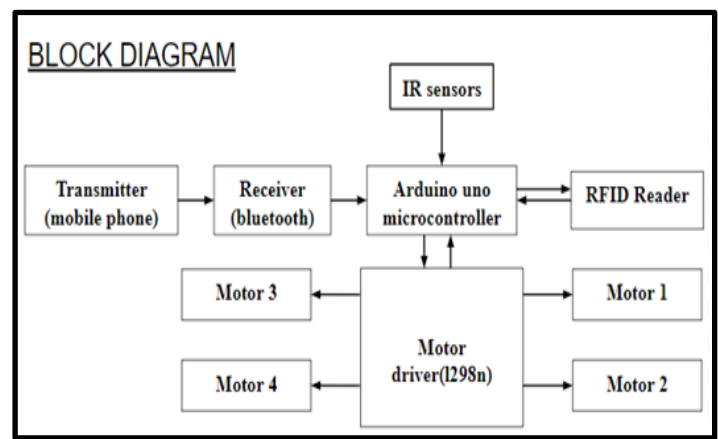 BLOCK DIAGRAM
IR sensors
Transmitter
(mobile phone)
Receiver
(bluetooth)
Arduino uno
microcontroller
RFID Reader
Motor 3
Motor 1
Motor
driver(l298n)
Motor 4
Motor 2